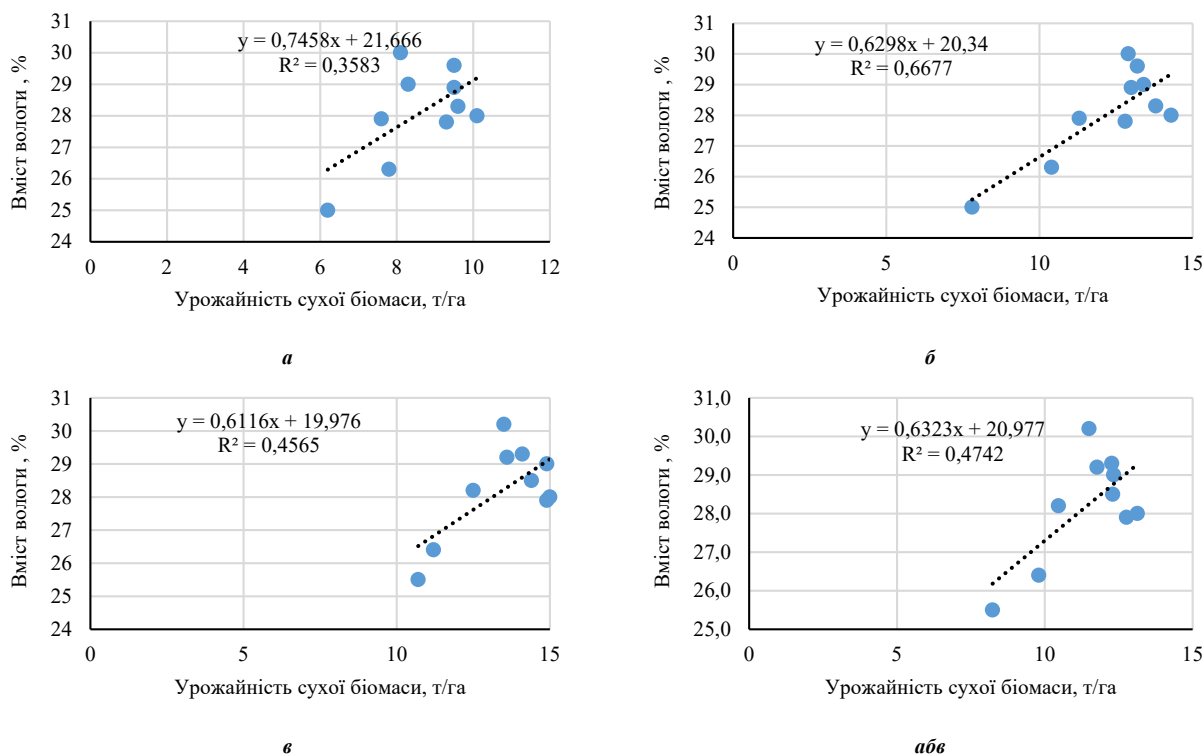 31
30
29
28
27
26
25
24
Вміст вологи , %
y = 0,7458x + 21,666
R² = 0,3583
0 2 4 6 8 10 12
Урожайність сухої біомаси, т/га
а
31
30
29
28
27
26
25
24
Вміст вологи , %
y = 0,6298x + 20,34
R² = 0,6677
0 5 10 15
Урожайність сухої біомаси, т/га
б
31
30
29
28
27
26
25
24
Вміст вологи , %
y = 0,6116x + 19,976
R² = 0,4565
0 5 10 15
Урожайність сухої біомаси, т/га
в
31,0
30,0
29,0
28,0
27,0
26,0
25,0
Вміст вологи , %
y = 0,6323x + 20,977
R² = 0,4742
0 5 10 15
Урожайність сухої біомаси, т/га
абв